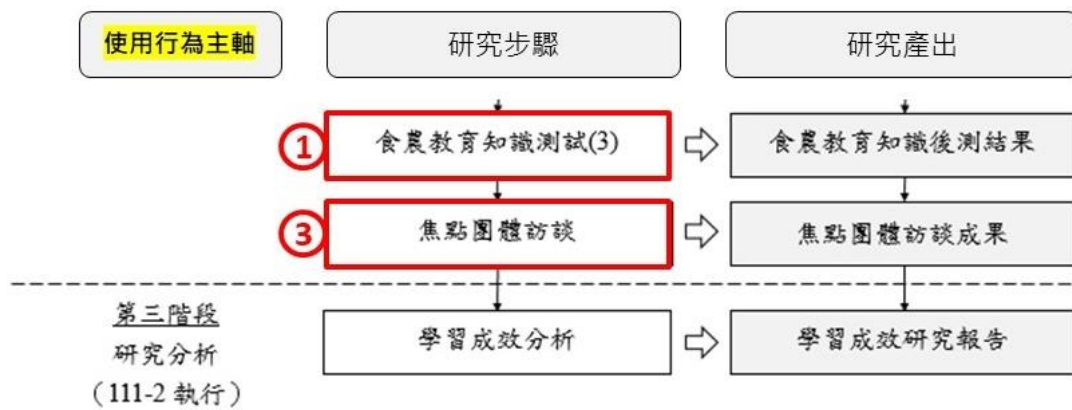 使用行為主軸
研究步驟
研究產出
①
食農教育知識測試(3)
食農教育知識後測結果
③
焦點團體訪談
焦點團體訪談成果
第三階段
研究分析
（111-2 執行）
學習成效分析
學習成效研究報告